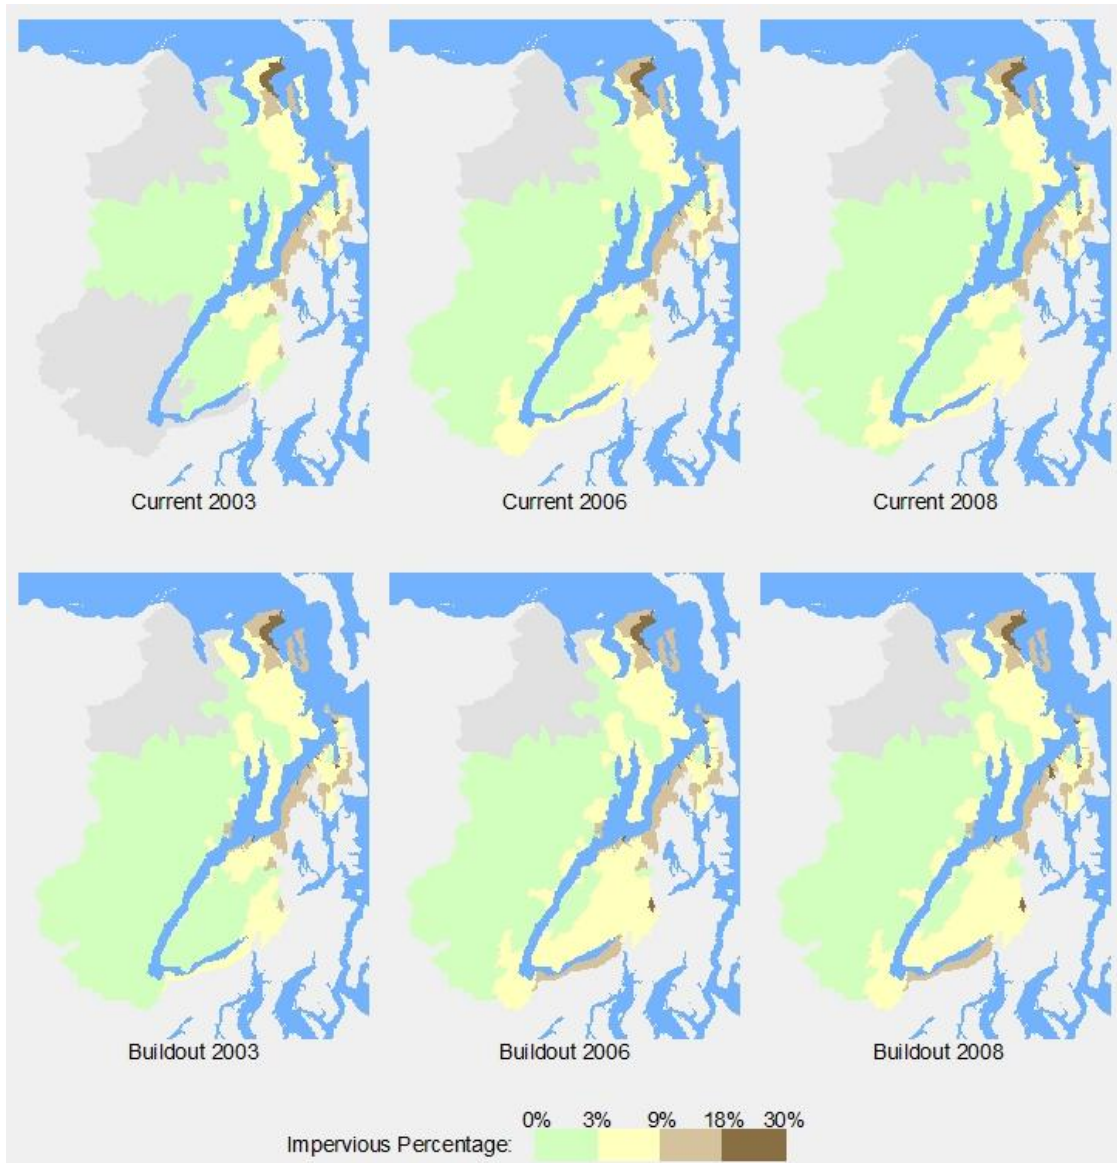 Current 2003 Current 2006 Current 2008
Buildout 2003 Buildout 2006 Buildout 2008
0% 3% 9% 18% 30%
Impervious Percentage: